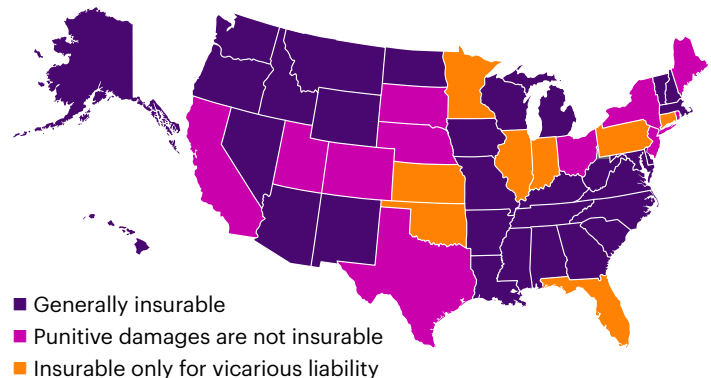 Generally insurable
Punitive damages are not insurable
Insurable only for vicarious liability